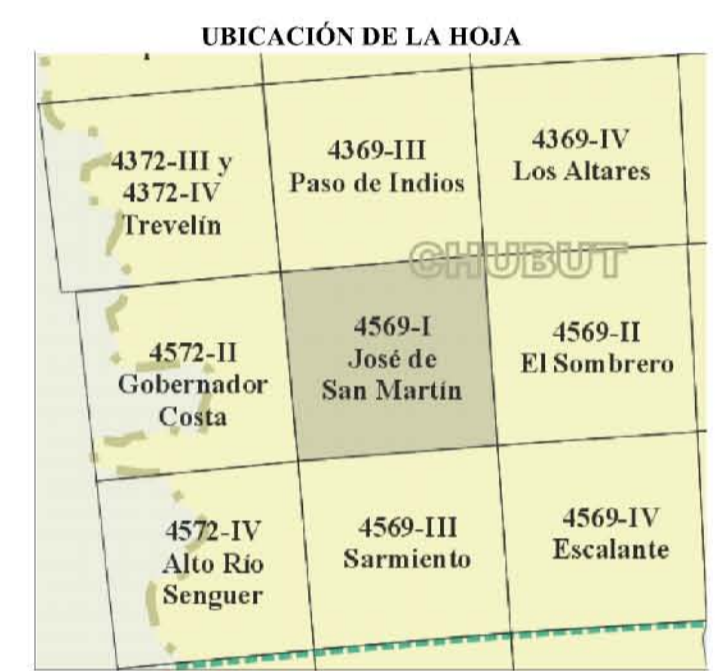 UBICACIÓN DE LA HOJA
4372-III y
4372-IV
Trevelín
4369-III
Paso de Indios
4369-IV
Los Altares
CHUBUT
4572-II
Gobernador
Costa
4569-I
José de
San Martín
4569-II
El Sombrero
4572-IV
Alto Río
Senguer
4569-III
Sarmiento
4569-IV
Escalante